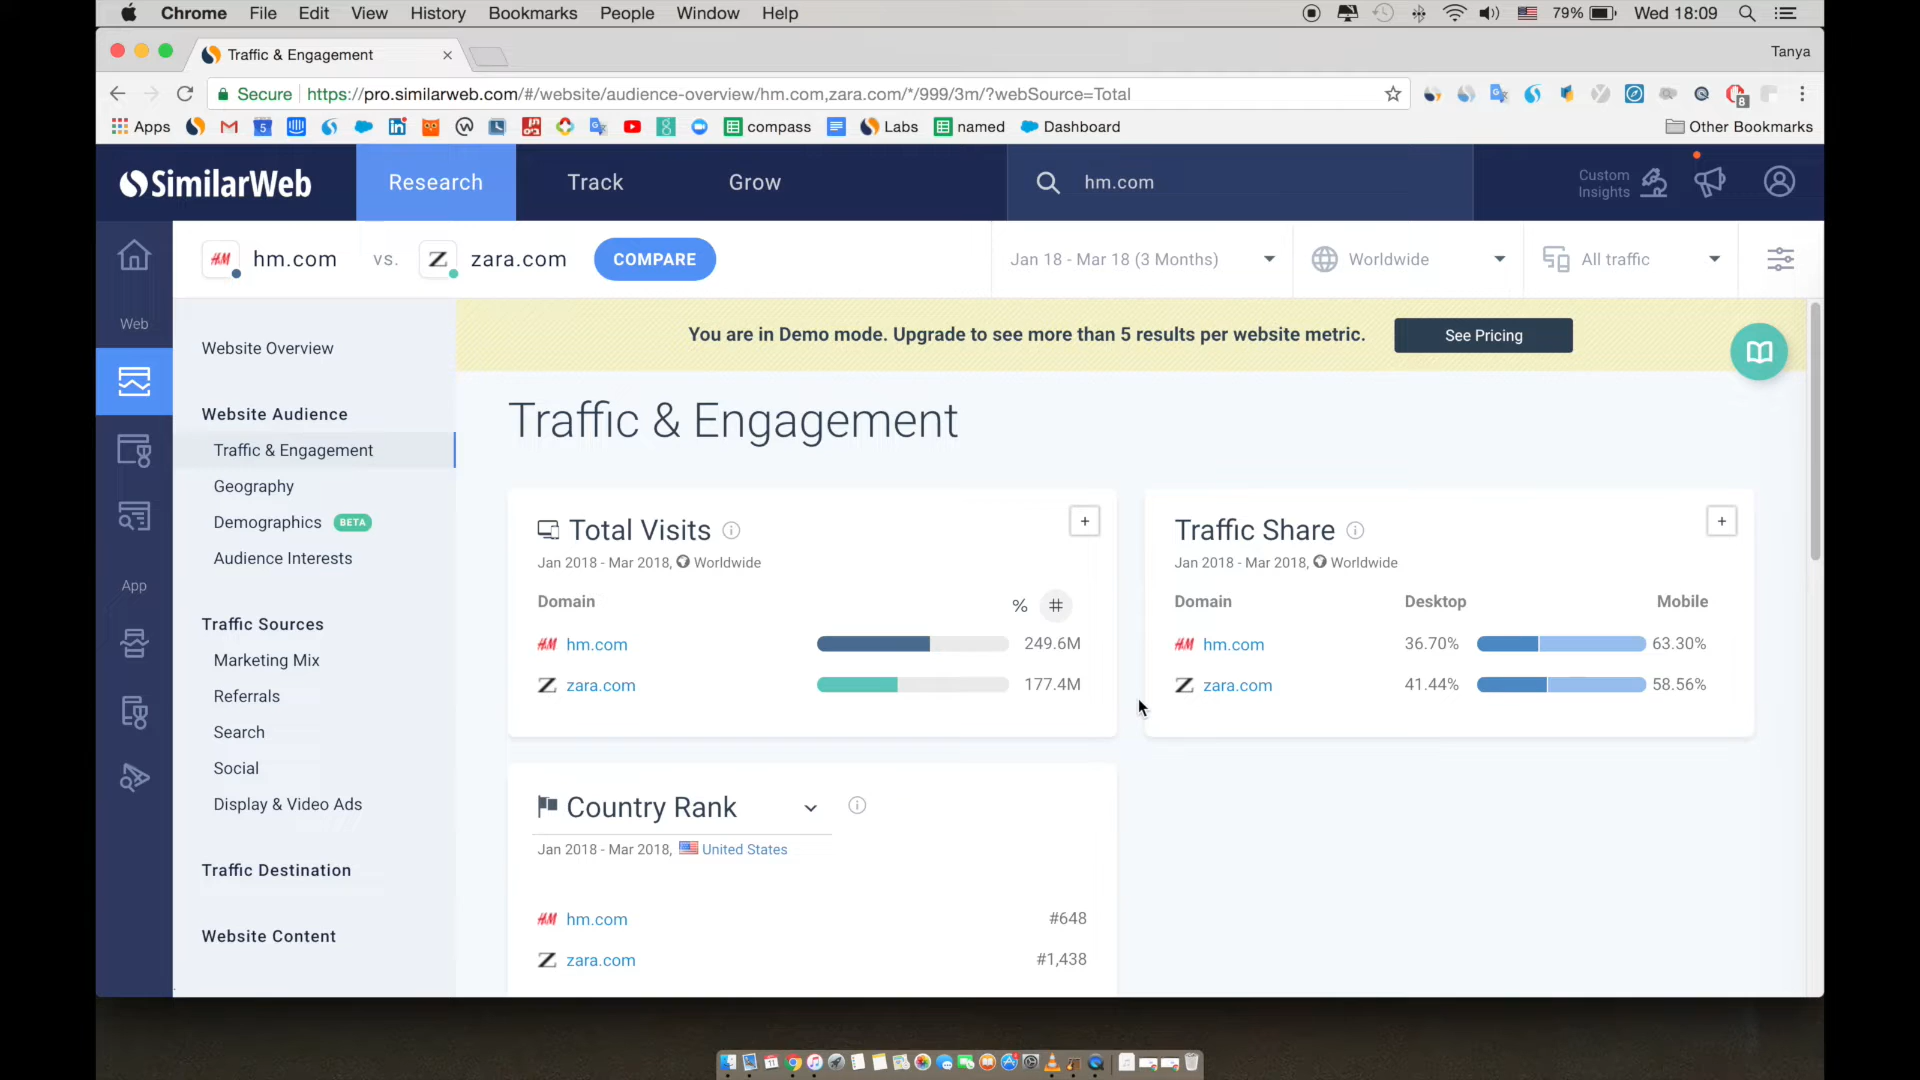 Chrome File Edit View History Bookmarks People Window Help 79% Wed 18:09
Traffic & Engagement Tanya
Secure https://pro.similarweb.com/#/website/audience-overview/hm.com,zara.com/*/999/3m/?webSource=Total
Apps compass Labs named Dashboard Other Bookmarks
SimilarWeb Research Track Grow hm.com Custom
Insights
hm.com vs. zara.com COMPARE Jan 18 - Mar 18 (3 Months) Worldwide All traffic
Web
App
Website Overview
Website Audience
Traffic & Engagement
Geography
Demographics BETA
Audience Interests
Traffic Sources
Marketing Mix
Referrals
Search
Social
Display & Video Ads
Traffic Destination
Website Content
You are in Demo mode. Upgrade to see more than 5 results per website metric. See Pricing
Traffic & Engagement
Total Visits
Jan 2018 - Mar 2018, Worldwide
Domain % #
HM hm.com 249.6M
Z zara.com 177.4M
Traffic Share
Jan 2018 - Mar 2018, Worldwide
Domain Desktop Mobile
HM hm.com 36.70% 63.30%
Z zara.com 41.44% 58.56%
Country Rank
Jan 2018 - Mar 2018, United States
HM hm.com #648
Z zara.com #1,438